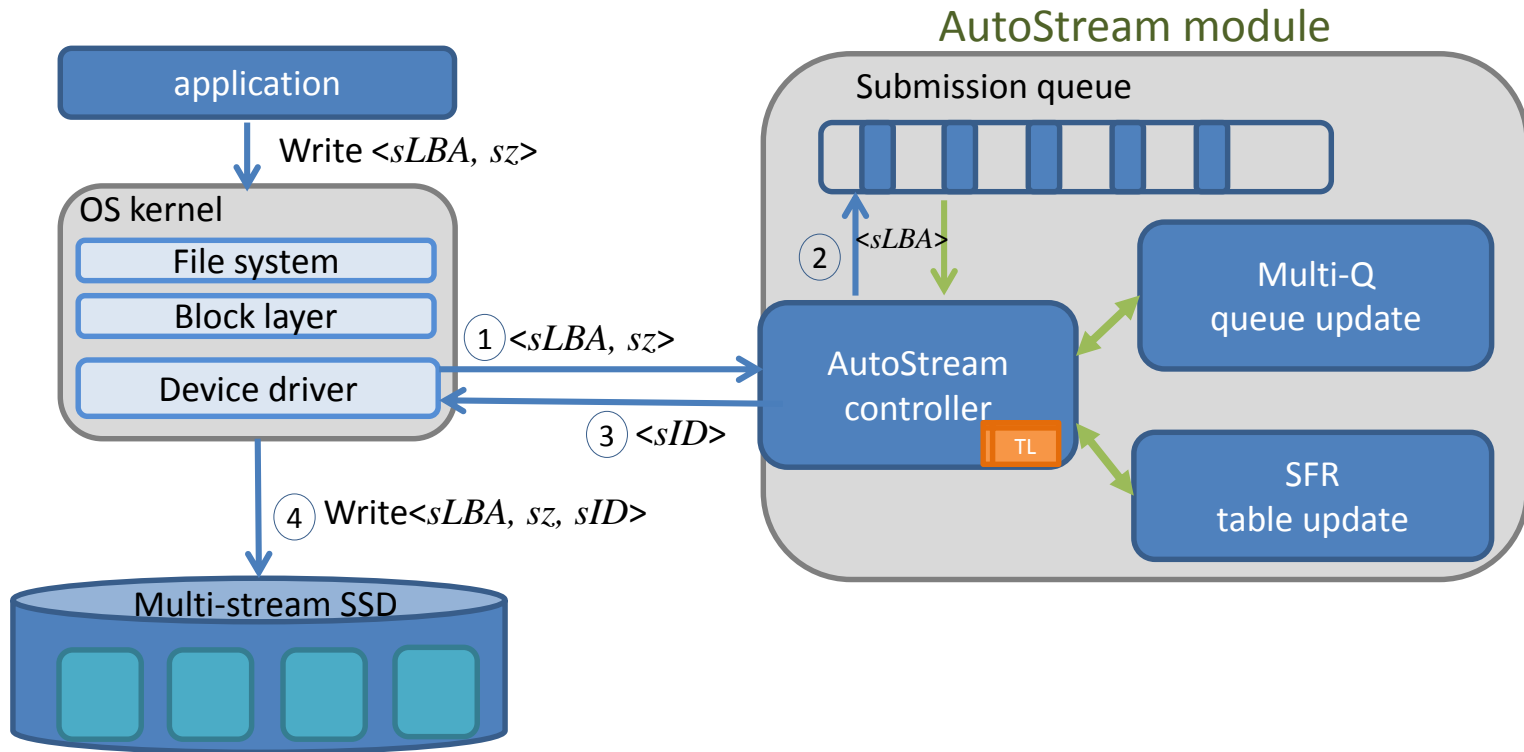 AutoStream module
application
Submission queue
Write <sLBA, sz>
OS kernel
File system
Block layer
Device driver
1 <sLBA, sz>
2 <sLBA>
3 <sID>
AutoStream
controller
TL
Multi-Q
queue update
SFR
table update
4 Write<sLBA, sz, sID>
Multi-stream SSD